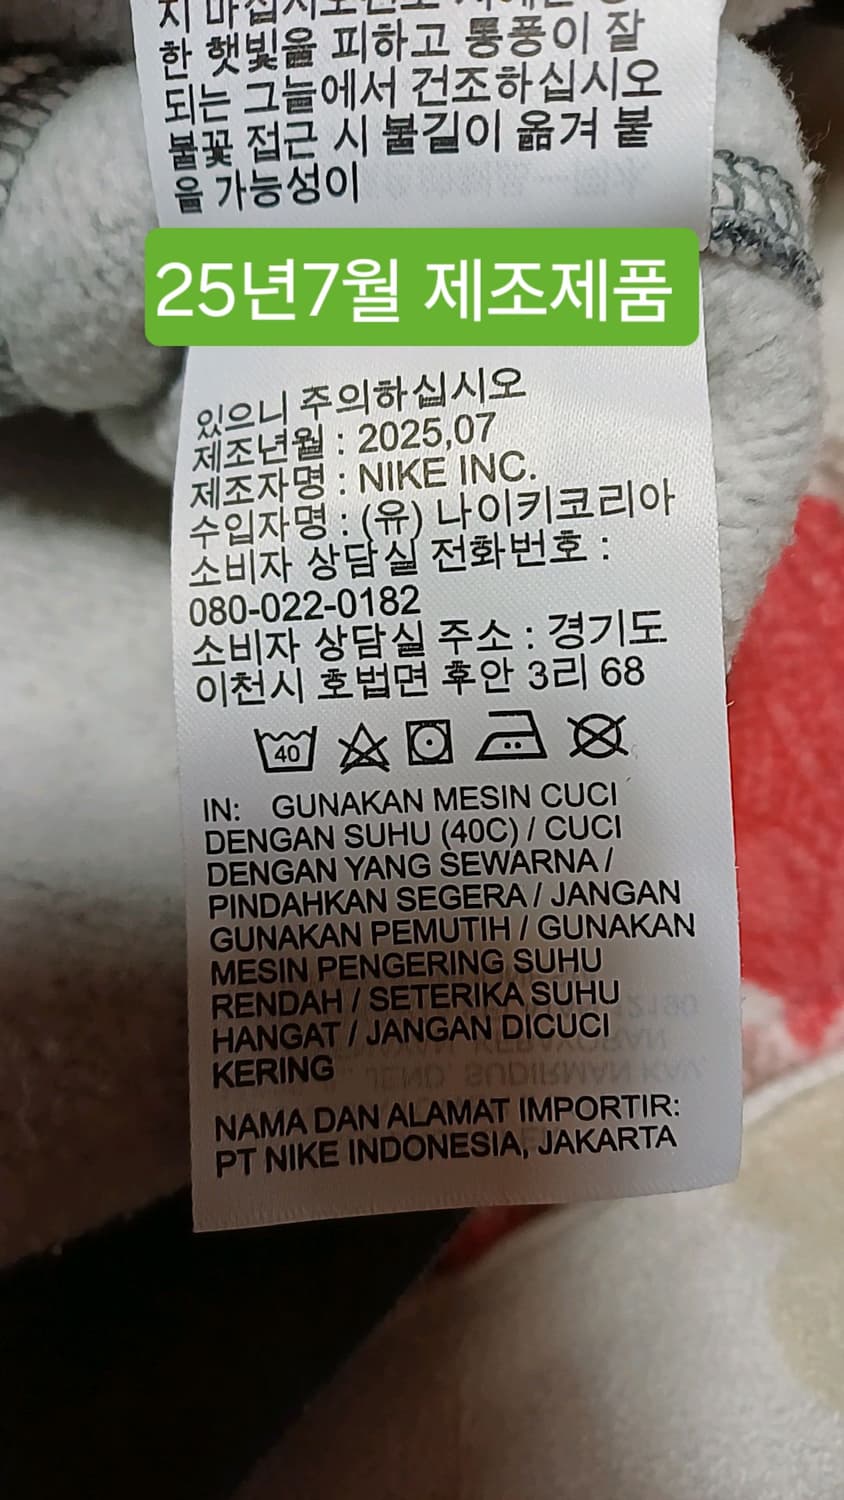 지 마십시오
한 햇빛을 피하고 통풍이 잘
되는 그늘에서 건조하십시오
불꽃 접근 시 불길이 옮겨 붙
을 가능성이
25년7월 제조제품
있으니 주의하십시오
제조년월 : 2025,07
제조자명 : NIKE INC.
수입자명 : (유) 나이키코리아
소비자 상담실 전화번호 :
080-022-0182
소비자 상담실 주소 : 경기도
이천시 호법면 후안 3리 68
40
IN: GUNAKAN MESIN CUCI
DENGAN SUHU (40C) / CUCI
DENGAN YANG SEWARNA /
PINDAHKAN SEGERA / JANGAN
GUNAKAN PEMUTIH / GUNAKAN
MESIN PENGERING SUHU
RENDAH / SETERIKA SUHU
HANGAT / JANGAN DICUCI
KERING
NAMA DAN ALAMAT IMPORTIR:
PT NIKE INDONESIA, JAKARTA